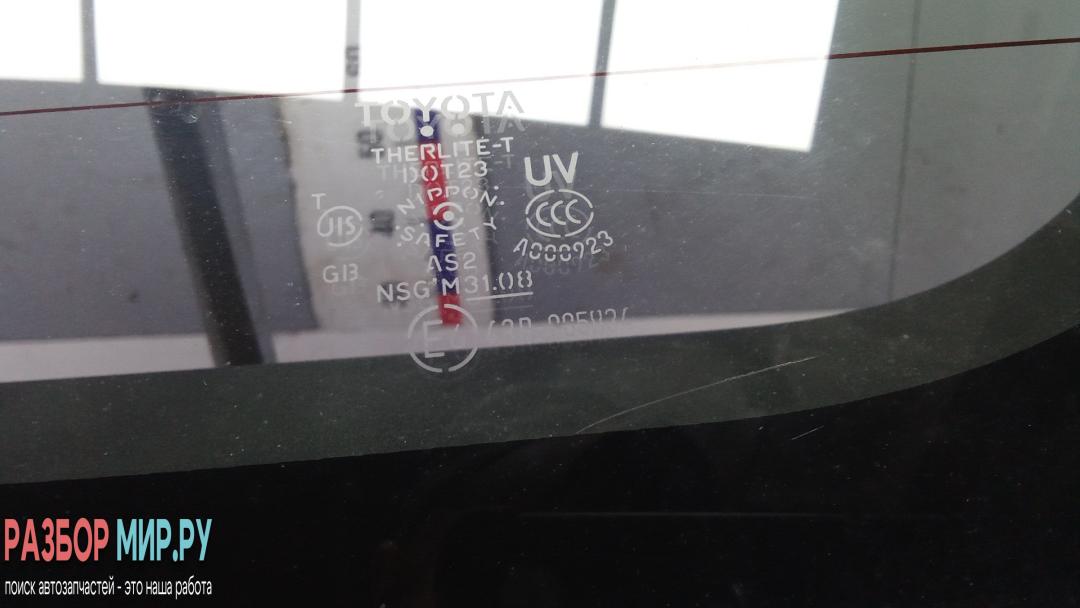 TOYOTA
THERLITE-T
DOT23
NIPPON
SAFETY
AS2
NSG M31.08
UV
CCC
A000923
T
JIS
G13
РАЗБОР МИР.РУ
поиск автозапчастей - это наша работа